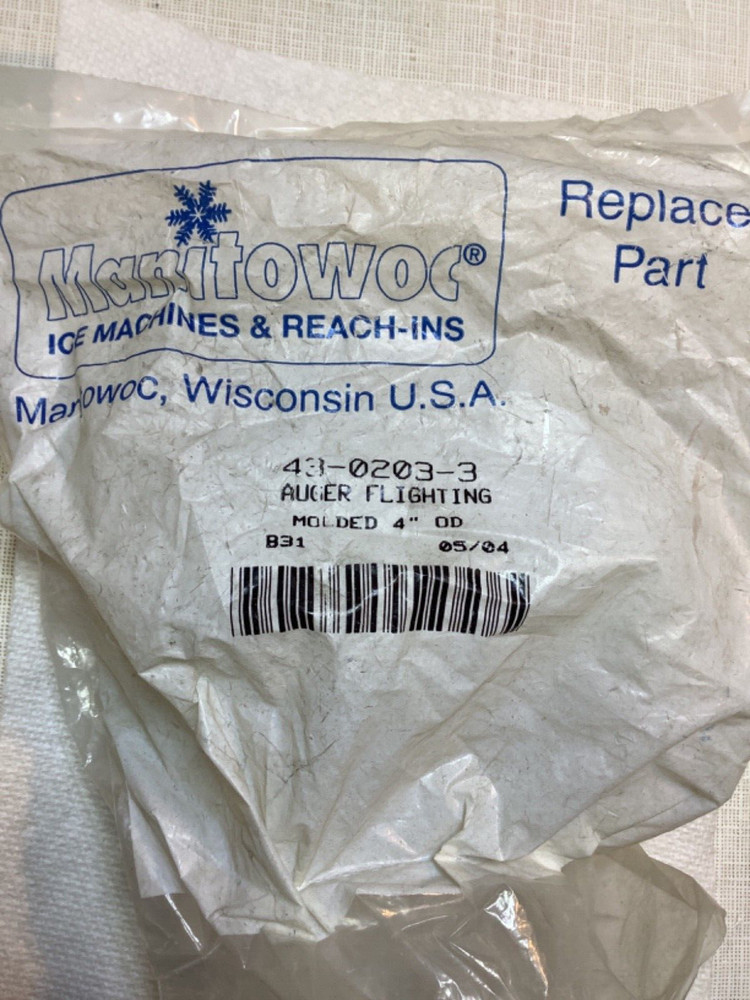 Manitowoc®
ICE MACHINES & REACH-INS
Manitowoc, Wisconsin U.S.A.
Replace
Part
43-0203-3
AUGER FLIGHTING
MOLDED 4" OD
B31 05/04